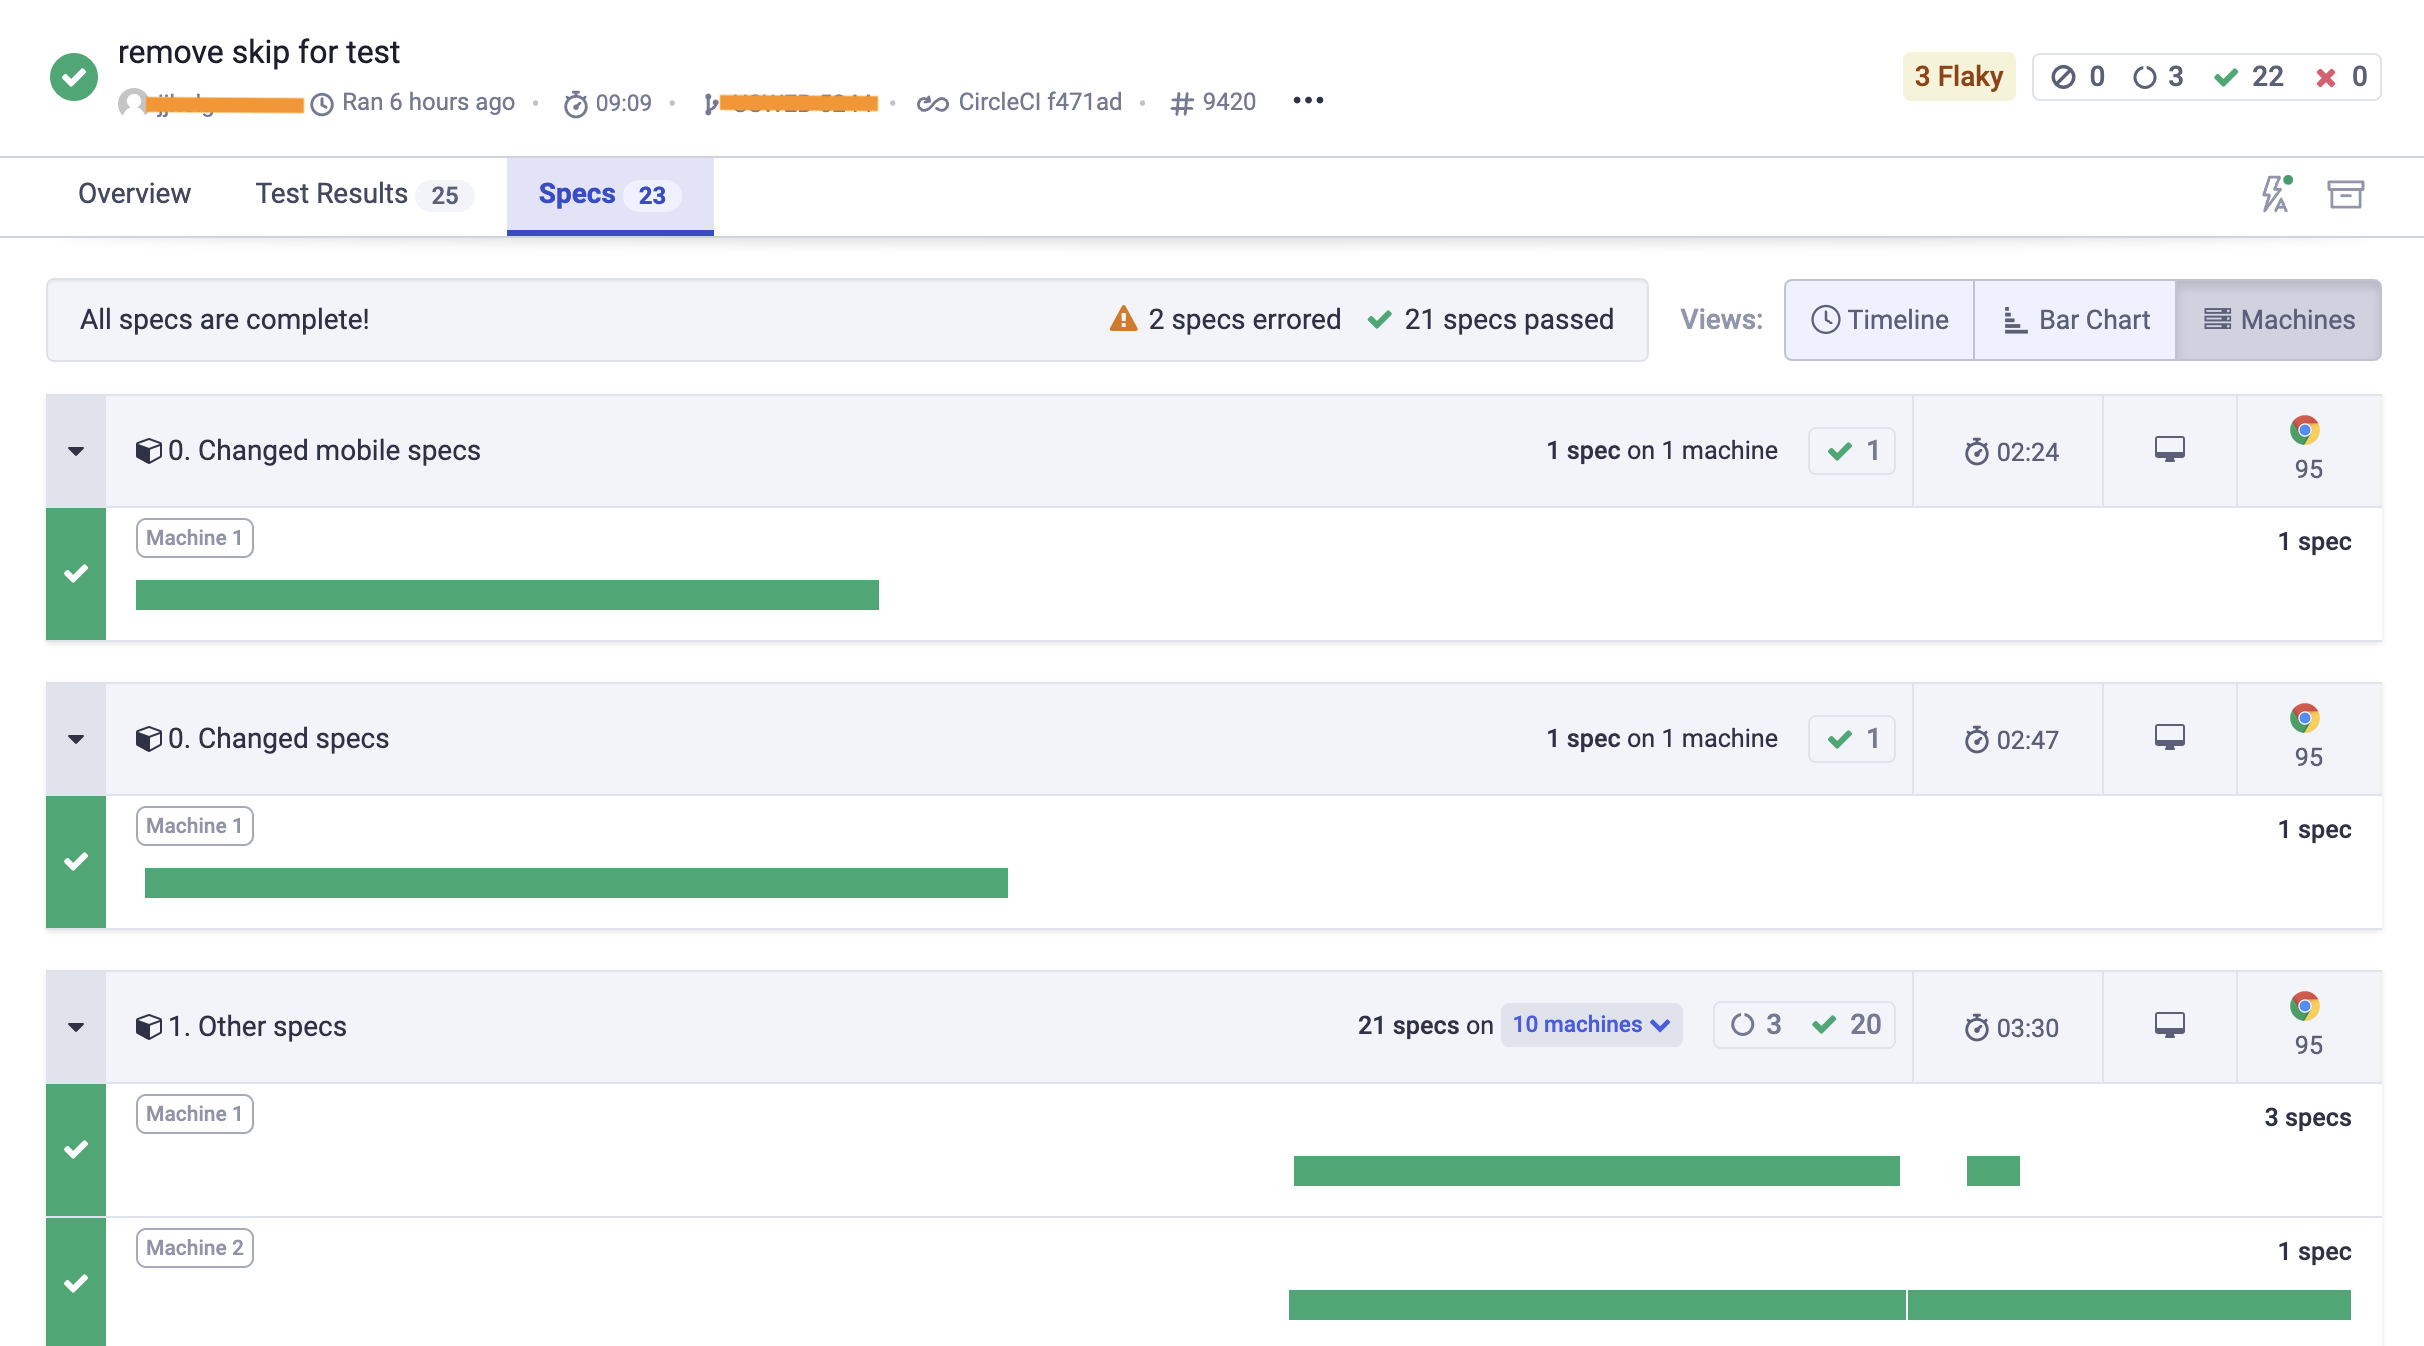 remove skip for test
Ran 6 hours ago · 09:09 · · CircleCI f471ad · # 9420 •••
3 Flaky 0 3 22 0
Overview Test Results 25 Specs 23
All specs are complete! 2 specs errored 21 specs passed Views: Timeline Bar Chart Machines
0. Changed mobile specs 1 spec on 1 machine 1 02:24 95
Machine 1 1 spec
0. Changed specs 1 spec on 1 machine 1 02:47 95
Machine 1 1 spec
1. Other specs 21 specs on 10 machines 3 20 03:30 95
Machine 1 3 specs
Machine 2 1 spec